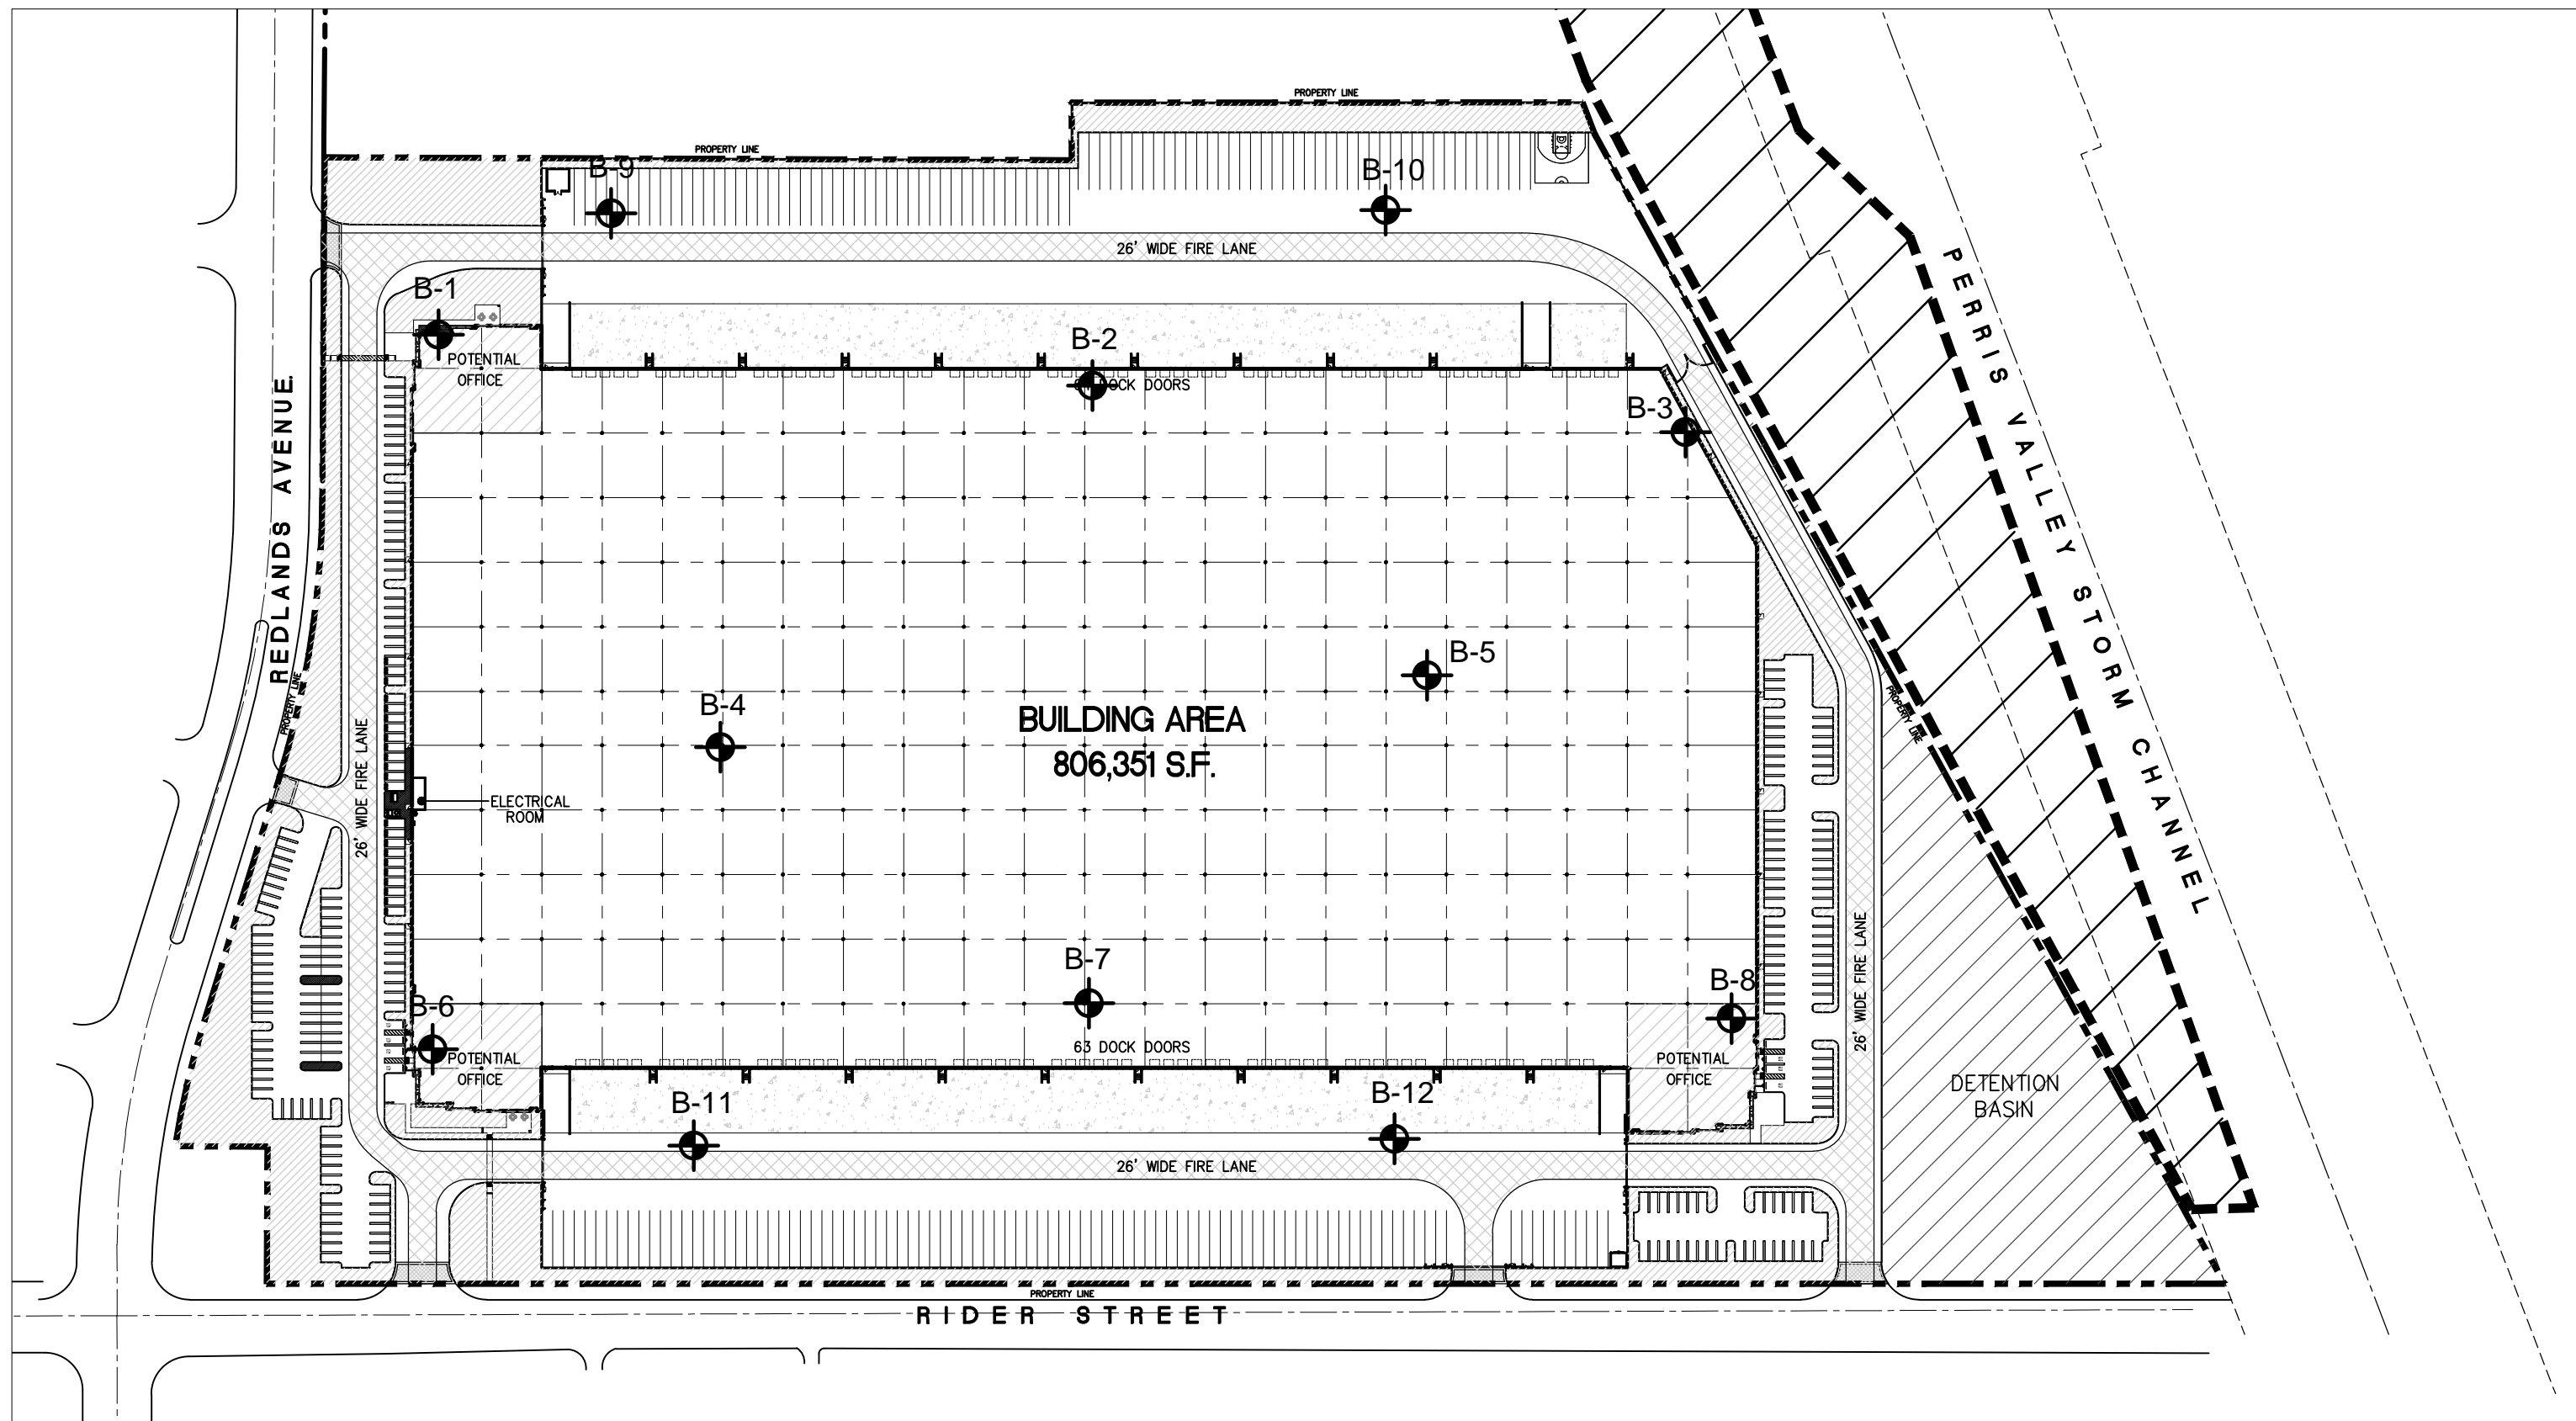 PROPERTY LINE
PROPERTY LINE
B-9
B-10
26' WIDE FIRE LANE
B-1
B-2
POTENTIAL
OFFICE
DOCK DOORS
B-3
REDLANDS AVENUE.
PERRIS VALLEY STORM CHANNEL
B-5
B-4
BUILDING AREA
806,351 S.F.
PROPERTY LINE
PROPERTY LINE
26' WIDE FIRE LANE
ELECTRICAL
ROOM
B-7
B-8
26' WIDE FIRE LANE
B-6
63 DOCK DOORS
POTENTIAL
OFFICE
POTENTIAL
OFFICE
DETENTION
BASIN
B-11
B-12
26' WIDE FIRE LANE
PROPERTY LINE
RIDER STREET